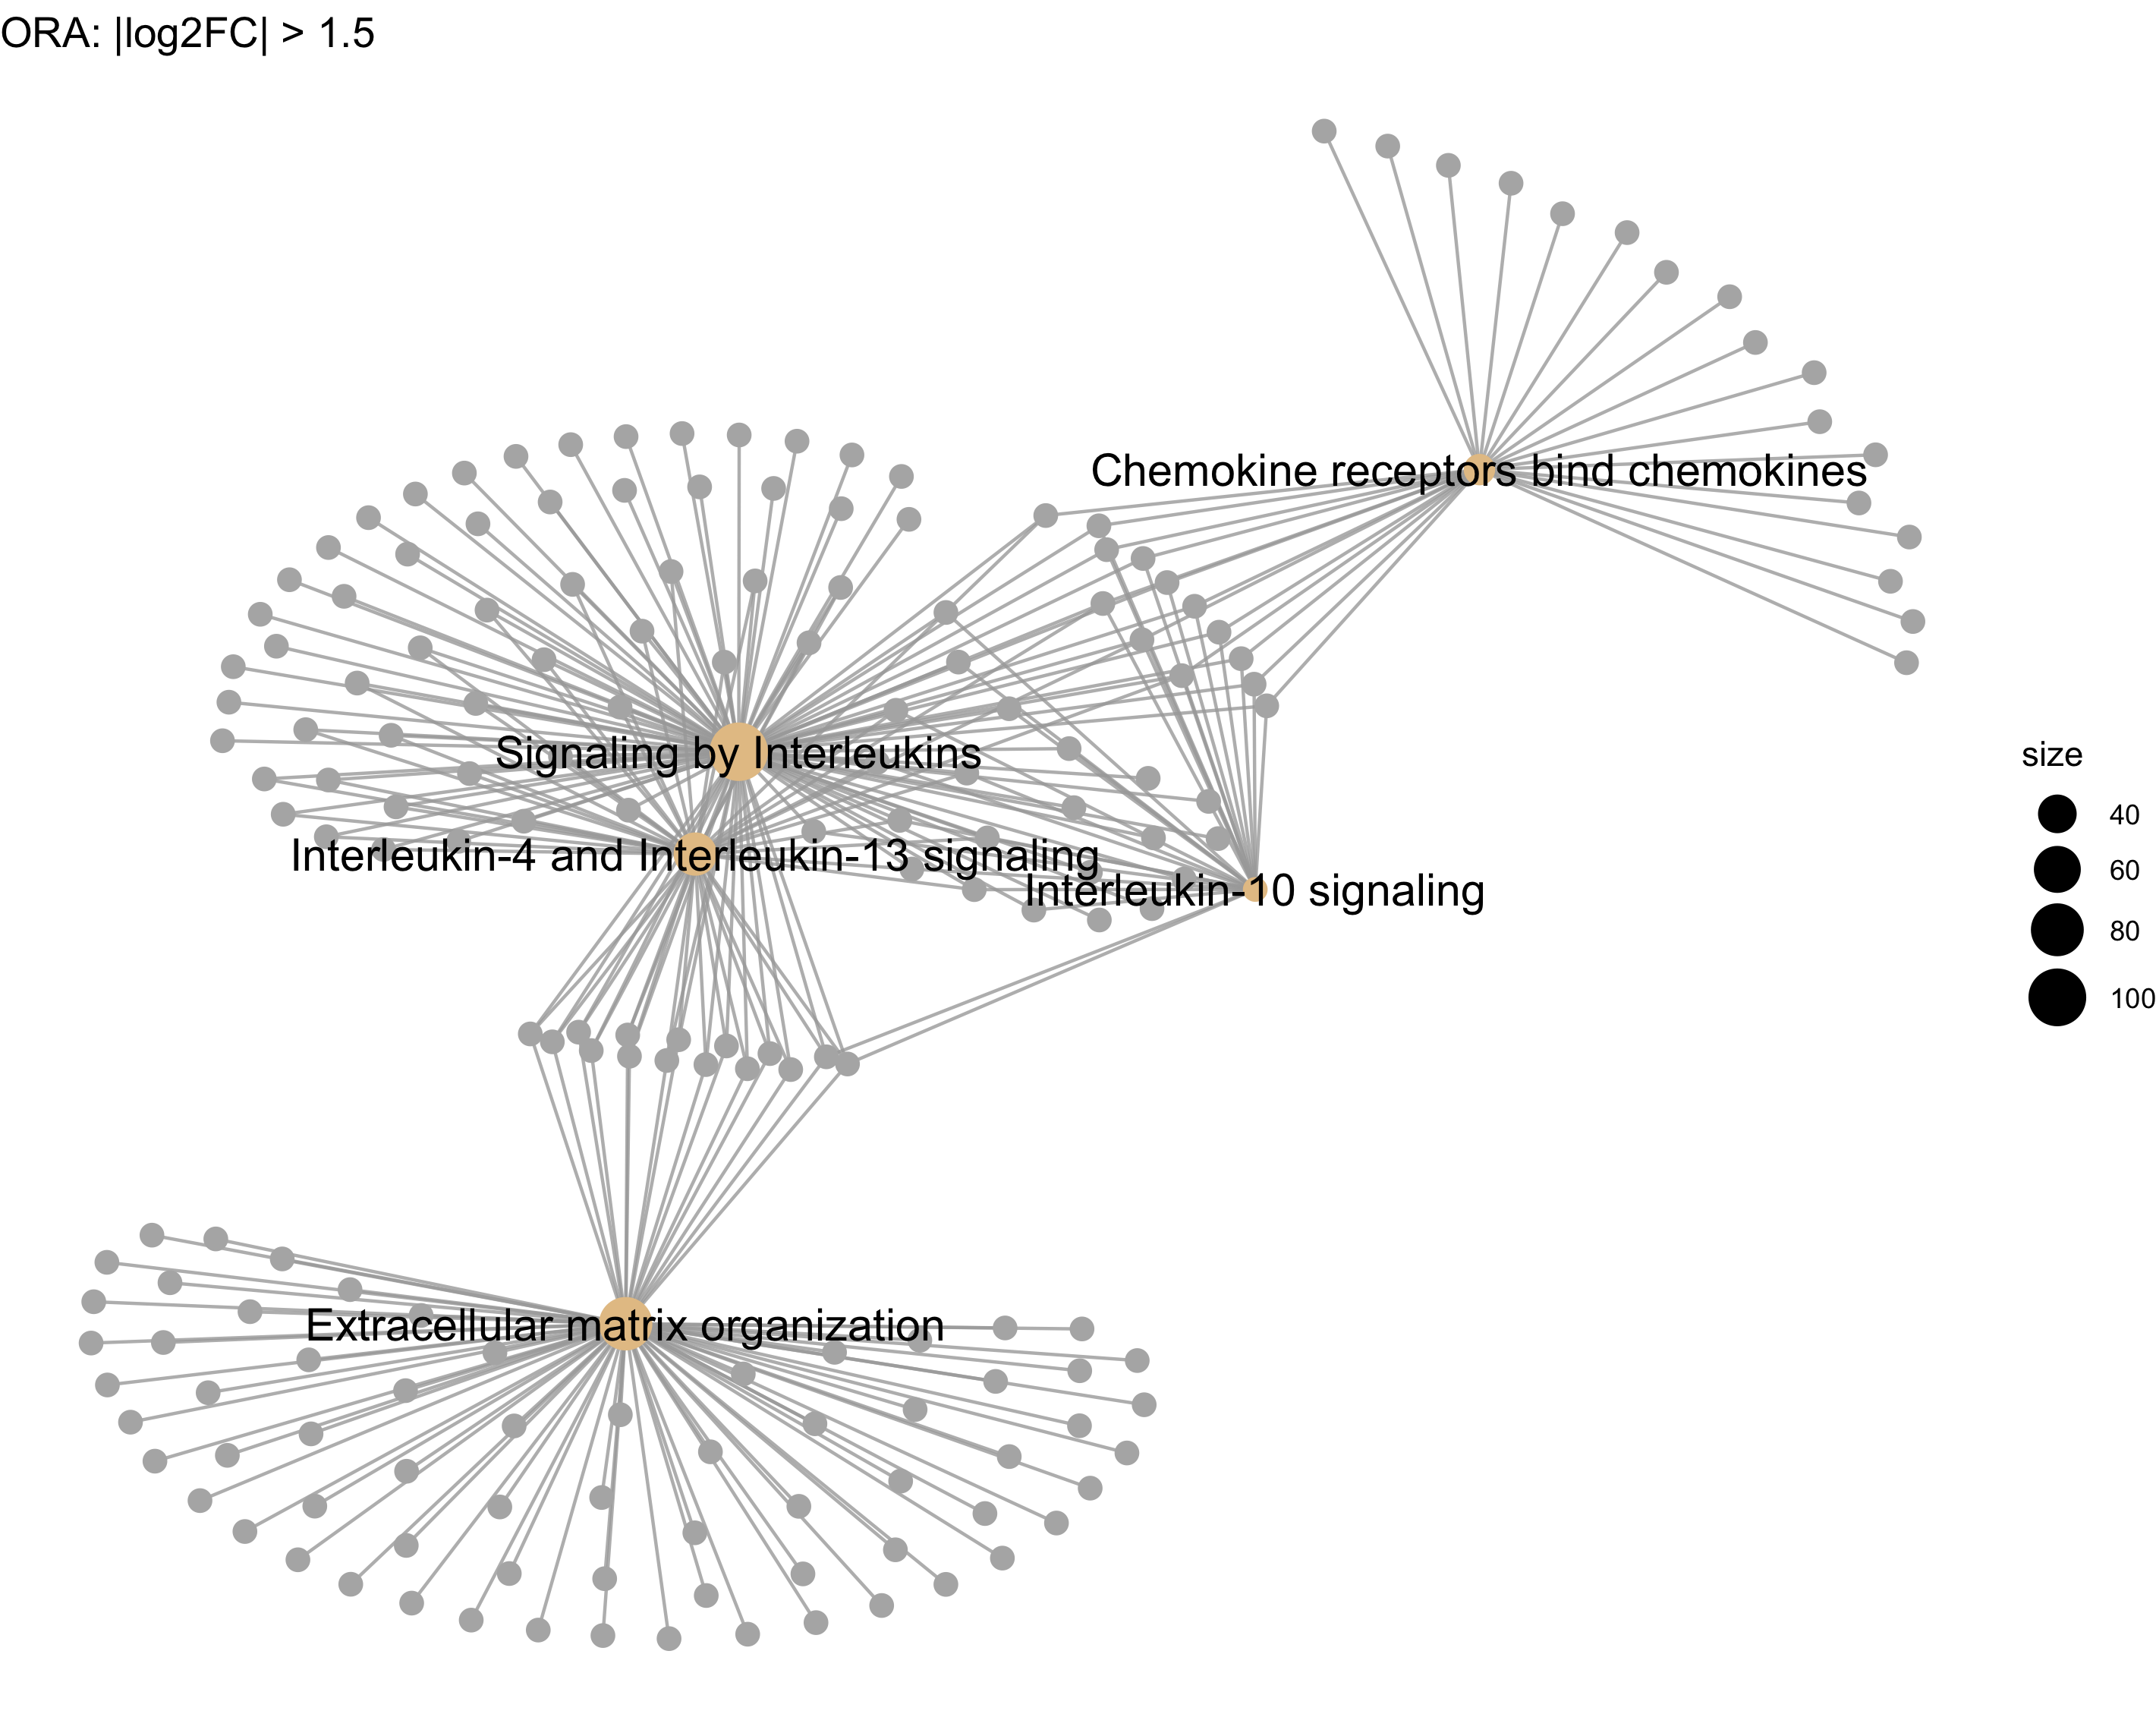 ORA: |log2FC| > 1.5
Chemokine receptors bind chemokines
Signaling by Interleukins
Interleukin-4 and Interleukin-13 signaling
Interleukin-10 signaling
Extracellular matrix organization
size
40
60
80
100